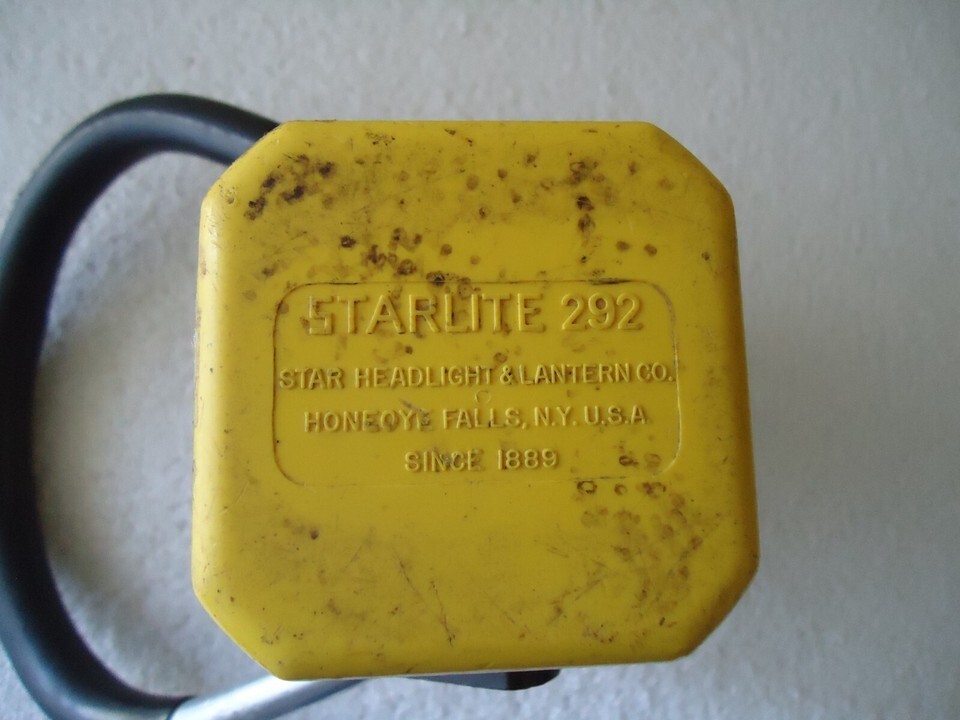 STARLITE 292
STAR HEADLIGHT & LANTERN CO.
HONEOYE FALLS, N.Y. U.S.A.
SINCE 1889